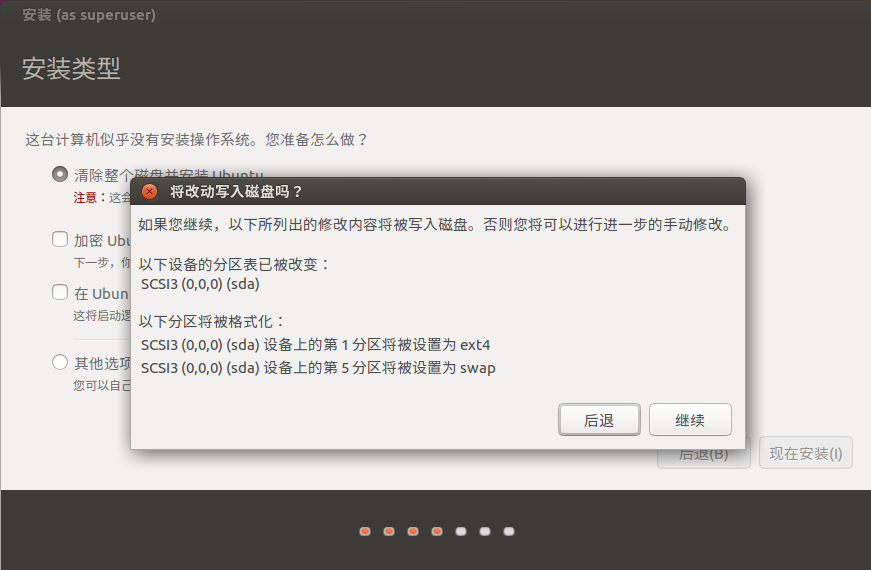 安装 (as superuser)
安装类型
这台计算机似乎没有安装操作系统。您准备怎么做？
清除整个磁盘并安装 Ubuntu
注意：这会
将改动写入磁盘吗？
如果您继续，以下所列出的修改内容将被写入磁盘。否则您将可以进行进一步的手动修改。
加密 Ubu
下一步，你
以下设备的分区表已被改变：
SCSI3 (0,0,0) (sda)
在 Ubun
这将启动逻
以下分区将被格式化：
SCSI3 (0,0,0) (sda) 设备上的第 1 分区将被设置为 ext4
其他选项
SCSI3 (0,0,0) (sda) 设备上的第 5 分区将被设置为 swap
您可以自己
后退
继续
后退(B)
现在安装(I)